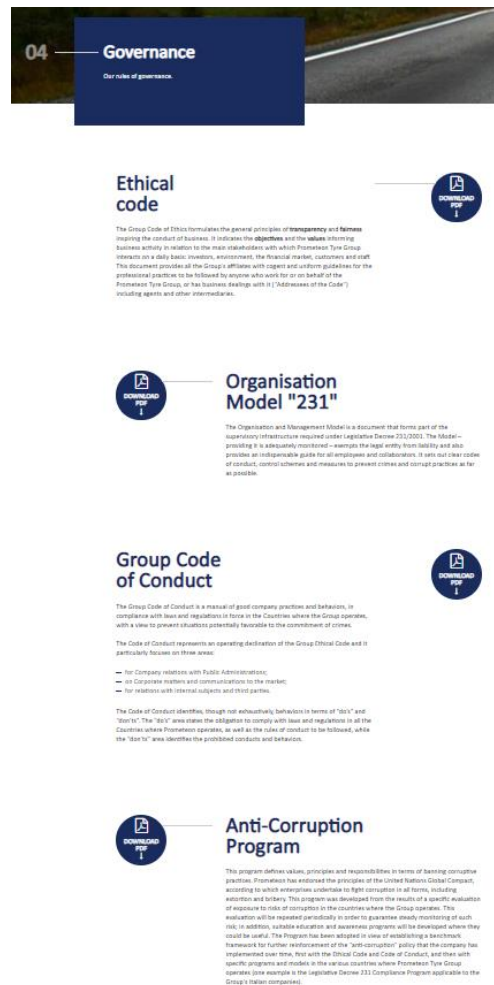 04
Governance
Our rules of governance.
Ethical
code
DOWNLOAD
PDF
The Group Code of Ethics formulates the general principles of transparency and fairness
inspiring the conduct of business. It indicates the objectives and the values informing
business activity in relation to the main stakeholders with which Prometeon Tyre Group
interacts on a daily basis: investors, environment, the financial market, customers and staff
This document provides all the Group's affiliates with cogent and uniform guidelines for the
professional practices to be followed by anyone who work for or on behalf of the
Prometeon Tyre Group, or has business dealings with it ( "Addressees of the Code")
including agents and other intermediaries.
DOWNLOAD
PDF
Organisation
Model "231"
The Organisation and Management Model is a document that forms part of the
supervisory infrastructure required under Legislative Decree 231/2001. The Model –
providing it is adequately monitored – exempts the legal entity from liability and also
provides an indispensable guide for all employees and collaborators. It sets out clear codes
of conduct, control schemes and measures to prevent crimes and corrupt practices as far
as possible.
Group Code
of Conduct
DOWNLOAD
PDF
The Group Code of Conduct is a manual of good company practices and behaviors, in
compliance with laws and regulations in force in the Countries where the Group operates,
with a view to prevent situations potentially favorable to the commitment of crimes.
The Code of Conduct represents an operating declination of the Group Ethical Code and it
particularly focuses on three areas:
— for Company relations with Public Administrations;
— on Corporate matters and communications to the market;
— for relations with internal subjects and third parties.
The Code of Conduct identifies, though not exhaustively, behaviors in terms of "do's" and
"don'ts". The "do's" area states the obligation to comply with laws and regulations in all the
Countries where Prometeon operates, as well as the rules of conduct to be followed, while
the "don'ts" area identifies the prohibited conducts and behaviors.
DOWNLOAD
PDF
Anti-Corruption
Program
This program defines values, principles and responsibilities in terms of banning corruptive
practices. Prometeon has endorsed the principles of the United Nations Global Compact,
according to which enterprises undertake to fight corruption in all forms, including
extortion and bribery. This program was developed from the results of a specific evaluation
of exposure to risks of corruption in the countries where the Group operates. This
evaluation will be repeated periodically in order to guarantee steady monitoring of such
risk; in addition, suitable education and awareness programs will be developed where they
could be useful. The Program has been adopted in view of establishing a benchmark
framework for further reinforcement of the "anti-corruption" policy that the company has
implemented over time, first with the Ethical Code and Code of Conduct, and then with
specific programs and models in the various countries where Prometeon Tyre Group
operates (one example is the Legislative Decree 231 Compliance Program applicable to the
Group's Italian companies).